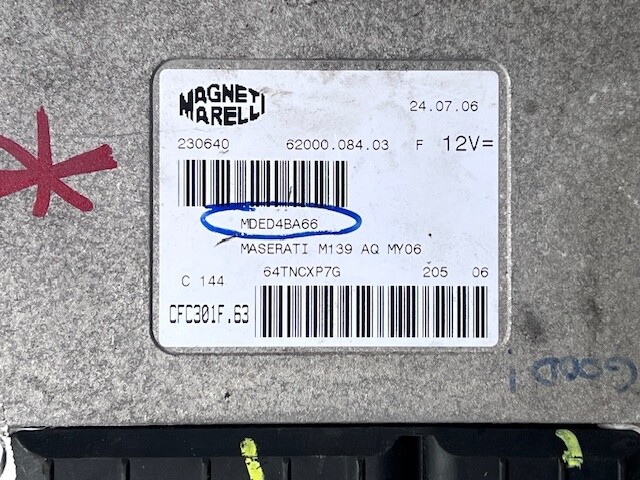 MAGNETI
MARELLI
24.07.06
230640 62000.084.03 F 12V=
MDED4BA66
MASERATI M139 AQ MY06
64TNCXP7G 205 06
C 144
CFC301F.63
GOOD!